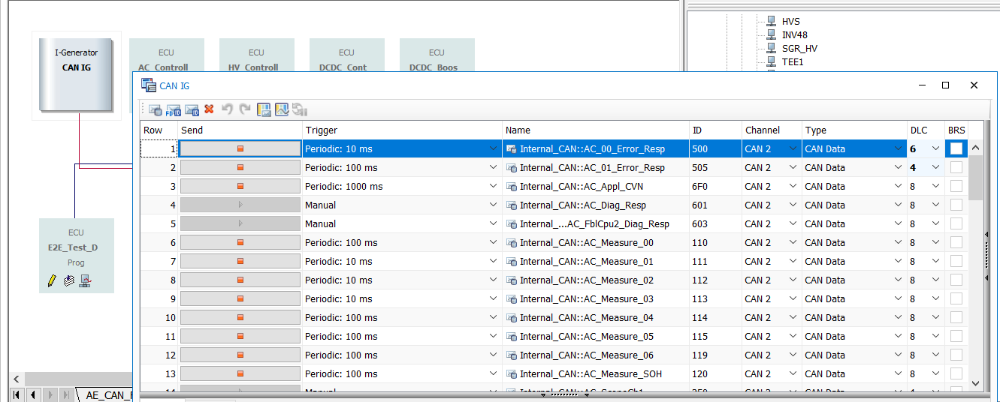 HVS
INV48
SGR_HV
TEE1
I-Generator
CAN IG
ECU
AC_Controll
ECU
HV_Controll
ECU
DCDC_Cont
ECU
DCDC_Boos
CAN IG
Row Send Trigger Name ID Channel Type DLC BRS
1 Periodic: 10 ms Internal_CAN::AC_00_Error_Resp 500 CAN 2 CAN Data 6
2 Periodic: 100 ms Internal_CAN::AC_01_Error_Resp 505 CAN 2 CAN Data 4
3 Periodic: 1000 ms Internal_CAN::AC_Appl_CVN 6F0 CAN 2 CAN Data 8
4 Manual Internal_CAN::AC_Diag_Resp 601 CAN 2 CAN Data 8
5 Manual Internal_...AC_FblCpu2_Diag_Resp 603 CAN 2 CAN Data 8
6 Periodic: 100 ms Internal_CAN::AC_Measure_00 110 CAN 2 CAN Data 8
7 Periodic: 10 ms Internal_CAN::AC_Measure_01 111 CAN 2 CAN Data 8
8 Periodic: 10 ms Internal_CAN::AC_Measure_02 112 CAN 2 CAN Data 8
9 Periodic: 10 ms Internal_CAN::AC_Measure_03 113 CAN 2 CAN Data 8
10 Periodic: 100 ms Internal_CAN::AC_Measure_04 114 CAN 2 CAN Data 8
11 Periodic: 100 ms Internal_CAN::AC_Measure_05 115 CAN 2 CAN Data 8
12 Periodic: 100 ms Internal_CAN::AC_Measure_06 119 CAN 2 CAN Data 8
13 Periodic: 100 ms Internal_CAN::AC_Measure_SOH 120 CAN 2 CAN Data 8
ECU
E2E_Test_D
Prog
AE_CAN_